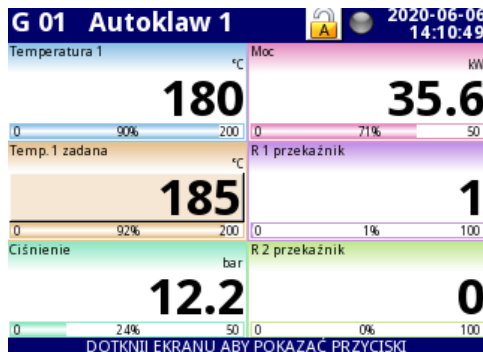 G 01 Autoklaw 1
A
2020-06-06
14:10:49
Temperatura 1
°C
180
0 90% 200
Moc
kW
35.6
0 71% 50
Temp. 1 zadana
°C
185
0 92% 200
R 1 przekaźnik
1
0 1% 100
Ciśnienie
bar
12.2
0 24% 50
R 2 przekaźnik
0
0 0% 100
DOTKNIJ EKRANU ABY POKAZAĆ PRZYCISKI